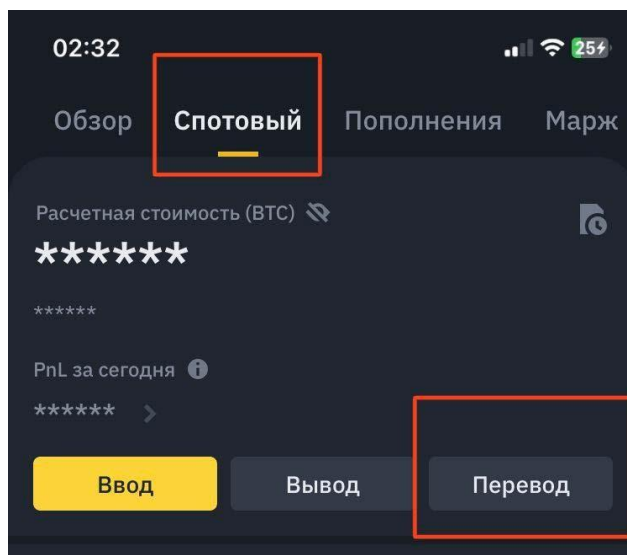 02:32 25
Обзор Спотовый Пополнения Марж
Расчетная стоимость (BTC)
******
******
PnL за сегодня
******
Ввод Вывод Перевод